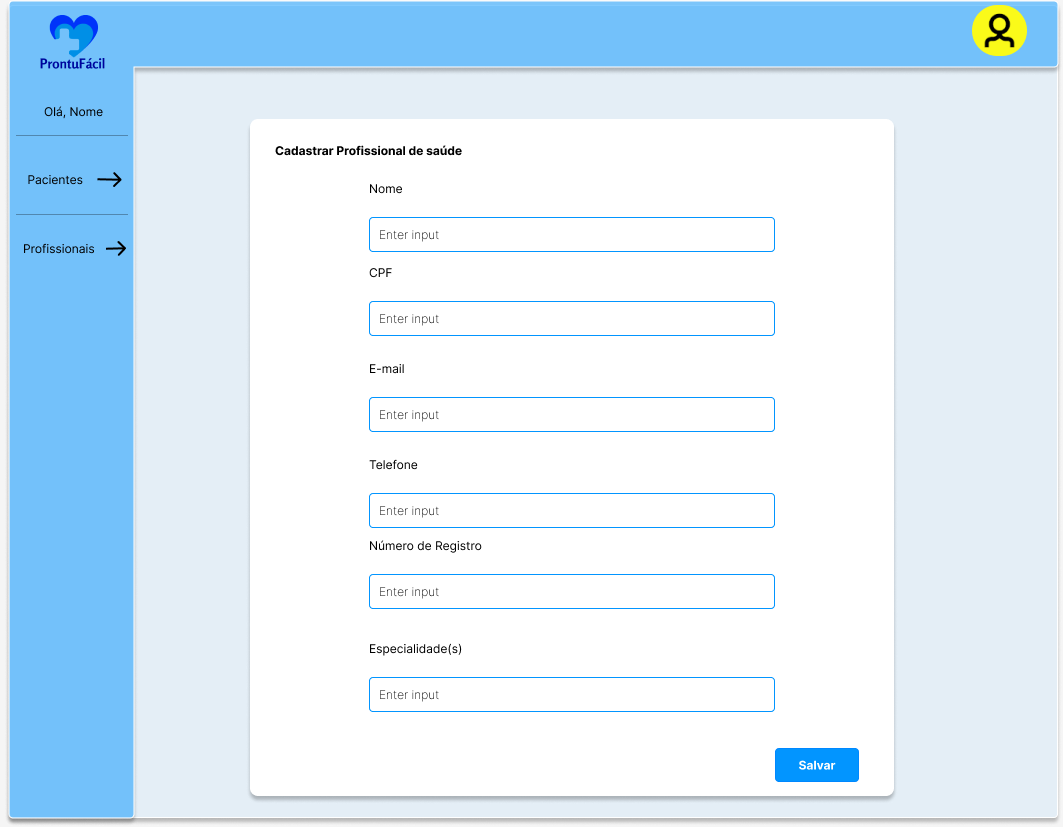 ProntuFácil
Olá, Nome
Pacientes
Profissionais
Cadastrar Profissional de saúde
Nome
Enter input
CPF
Enter input
E-mail
Enter input
Telefone
Enter input
Número de Registro
Enter input
Especialidade(s)
Enter input
Salvar